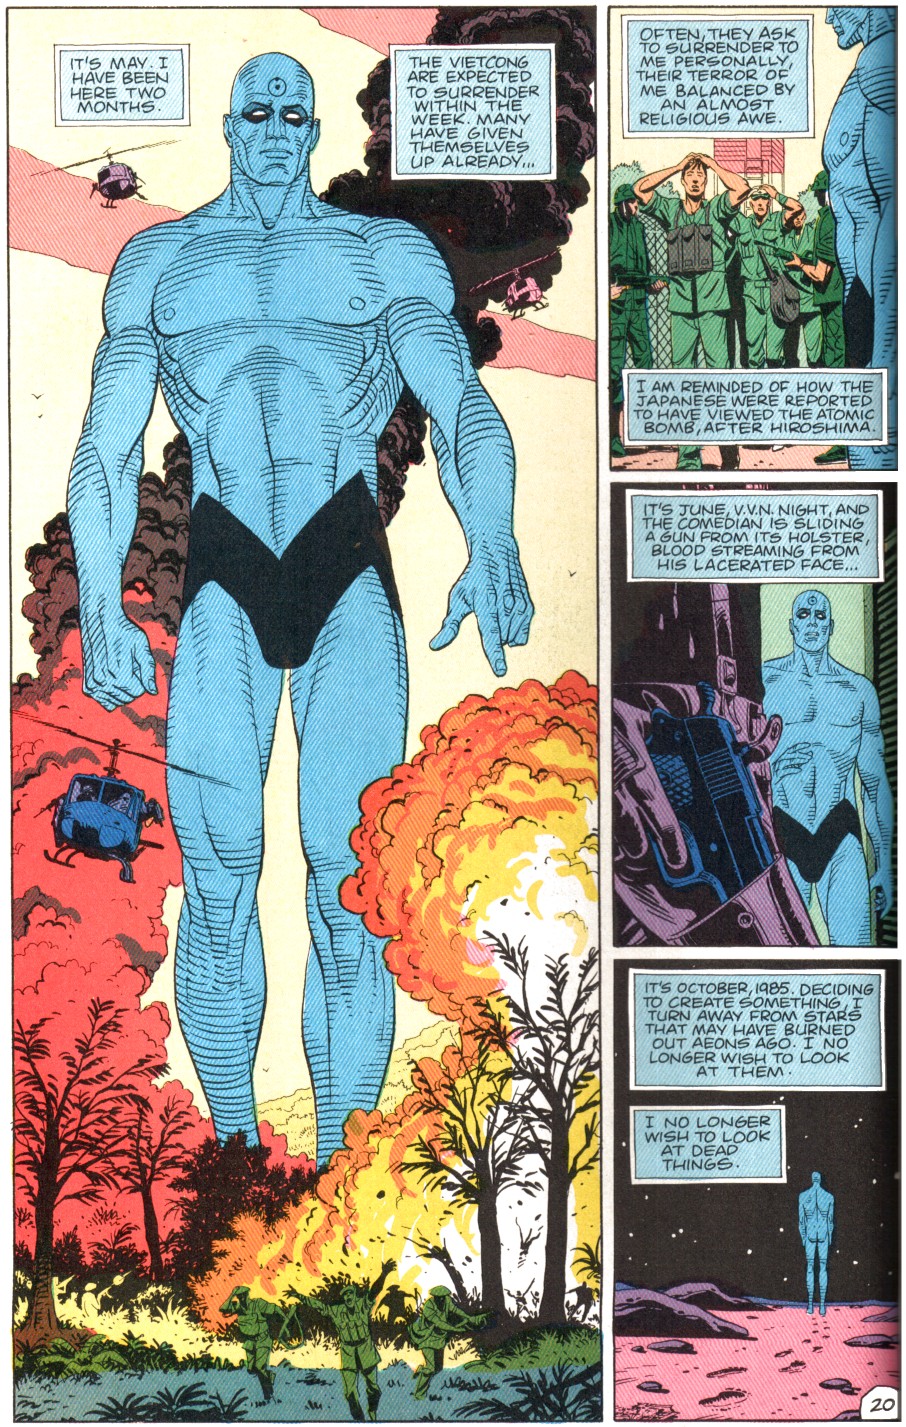 IT'S MAY. I
HAVE BEEN
HERE TWO
MONTHS.
THE VIETCONG
ARE EXPECTED
TO SURRENDER
WITHIN THE
WEEK. MANY
HAVE GIVEN
THEMSELVES
UP ALREADY...
OFTEN, THEY ASK
TO SURRENDER TO
ME PERSONALLY,
THEIR TERROR OF
ME BALANCED BY
AN ALMOST
RELIGIOUS AWE.
I AM REMINDED OF HOW THE
JAPANESE WERE REPORTED
TO HAVE VIEWED THE ATOMIC
BOMB, AFTER HIROSHIMA.
IT'S JUNE, V.V.N. NIGHT, AND
THE COMEDIAN IS SLIDING
A GUN FROM ITS HOLSTER,
BLOOD STREAMING FROM
HIS LACERATED FACE...
IT'S OCTOBER, 1985. DECIDING
TO CREATE SOMETHING, I
TURN AWAY FROM STARS
THAT MAY HAVE BURNED
OUT AEONS AGO. I NO
LONGER WISH TO LOOK
AT THEM.
I NO LONGER
WISH TO LOOK
AT DEAD
THINGS.
20